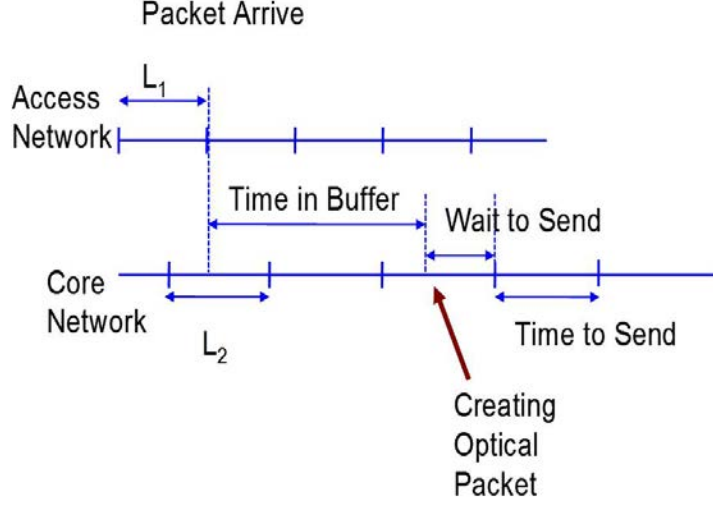 Packet Arrive
L1
Access
Network
Time in Buffer
Wait to Send
Core
Network
L2
Time to Send
Creating
Optical
Packet